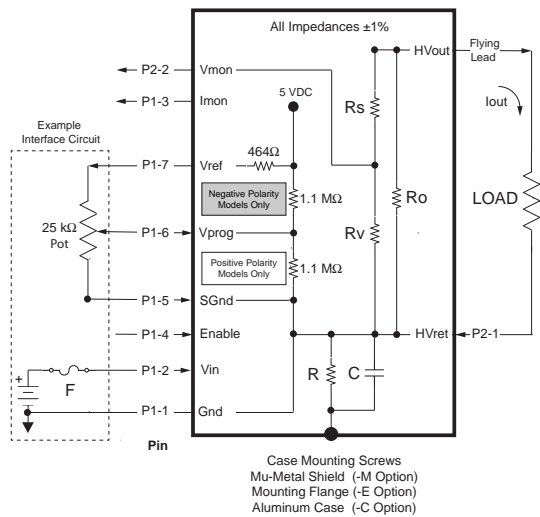 All Impedances ±1%
HVout
Flying
Lead
P2-2
Vmon
P1-3
Imon
5 VDC
Rs
Iout
Example
Interface Circuit
P1-7
Vref
464Ω
Negative Polarity
Models Only
1.1 MΩ
Ro
LOAD
25 kΩ
Pot
P1-6
Vprog
Rv
Positive Polarity
Models Only
1.1 MΩ
P1-5
SGnd
P1-4
Enable
HVret
P2-1
P1-2
Vin
R
C
+
F
P1-1
Gnd
Pin
Case Mounting Screws
Mu-Metal Shield (-M Option)
Mounting Flange (-E Option)
Aluminum Case (-C Option)